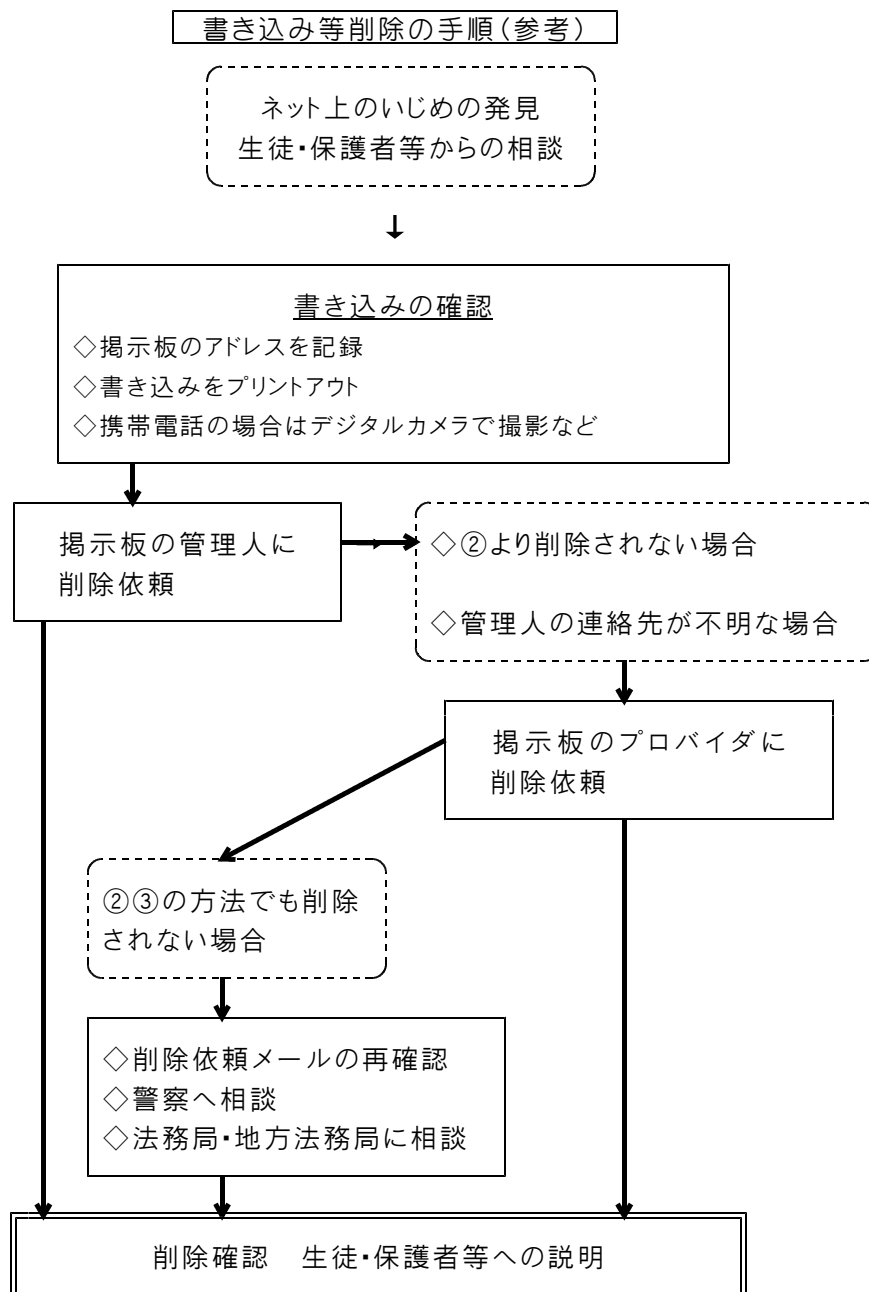 書き込み等削除の手順(参考)
ネット上のいじめの発見
生徒・保護者等からの相談
↓
書き込みの確認
◇掲示板のアドレスを記録
◇書き込みをプリントアウト
◇携帯電話の場合はデジタルカメラで撮影など
掲示板の管理人に
削除依頼
◇②より削除されない場合
◇管理人の連絡先が不明な場合
掲示板のプロバイダに
削除依頼
②③の方法でも削除
されない場合
◇削除依頼メールの再確認
◇警察へ相談
◇法務局・地方法務局に相談
削除確認　生徒・保護者等への説明